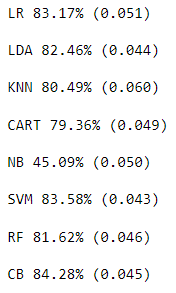 LR 83.17% (0.051)
LDA 82.46% (0.044)
KNN 80.49% (0.060)
CART 79.36% (0.049)
NB 45.09% (0.050)
SVM 83.58% (0.043)
RF 81.62% (0.046)
CB 84.28% (0.045)